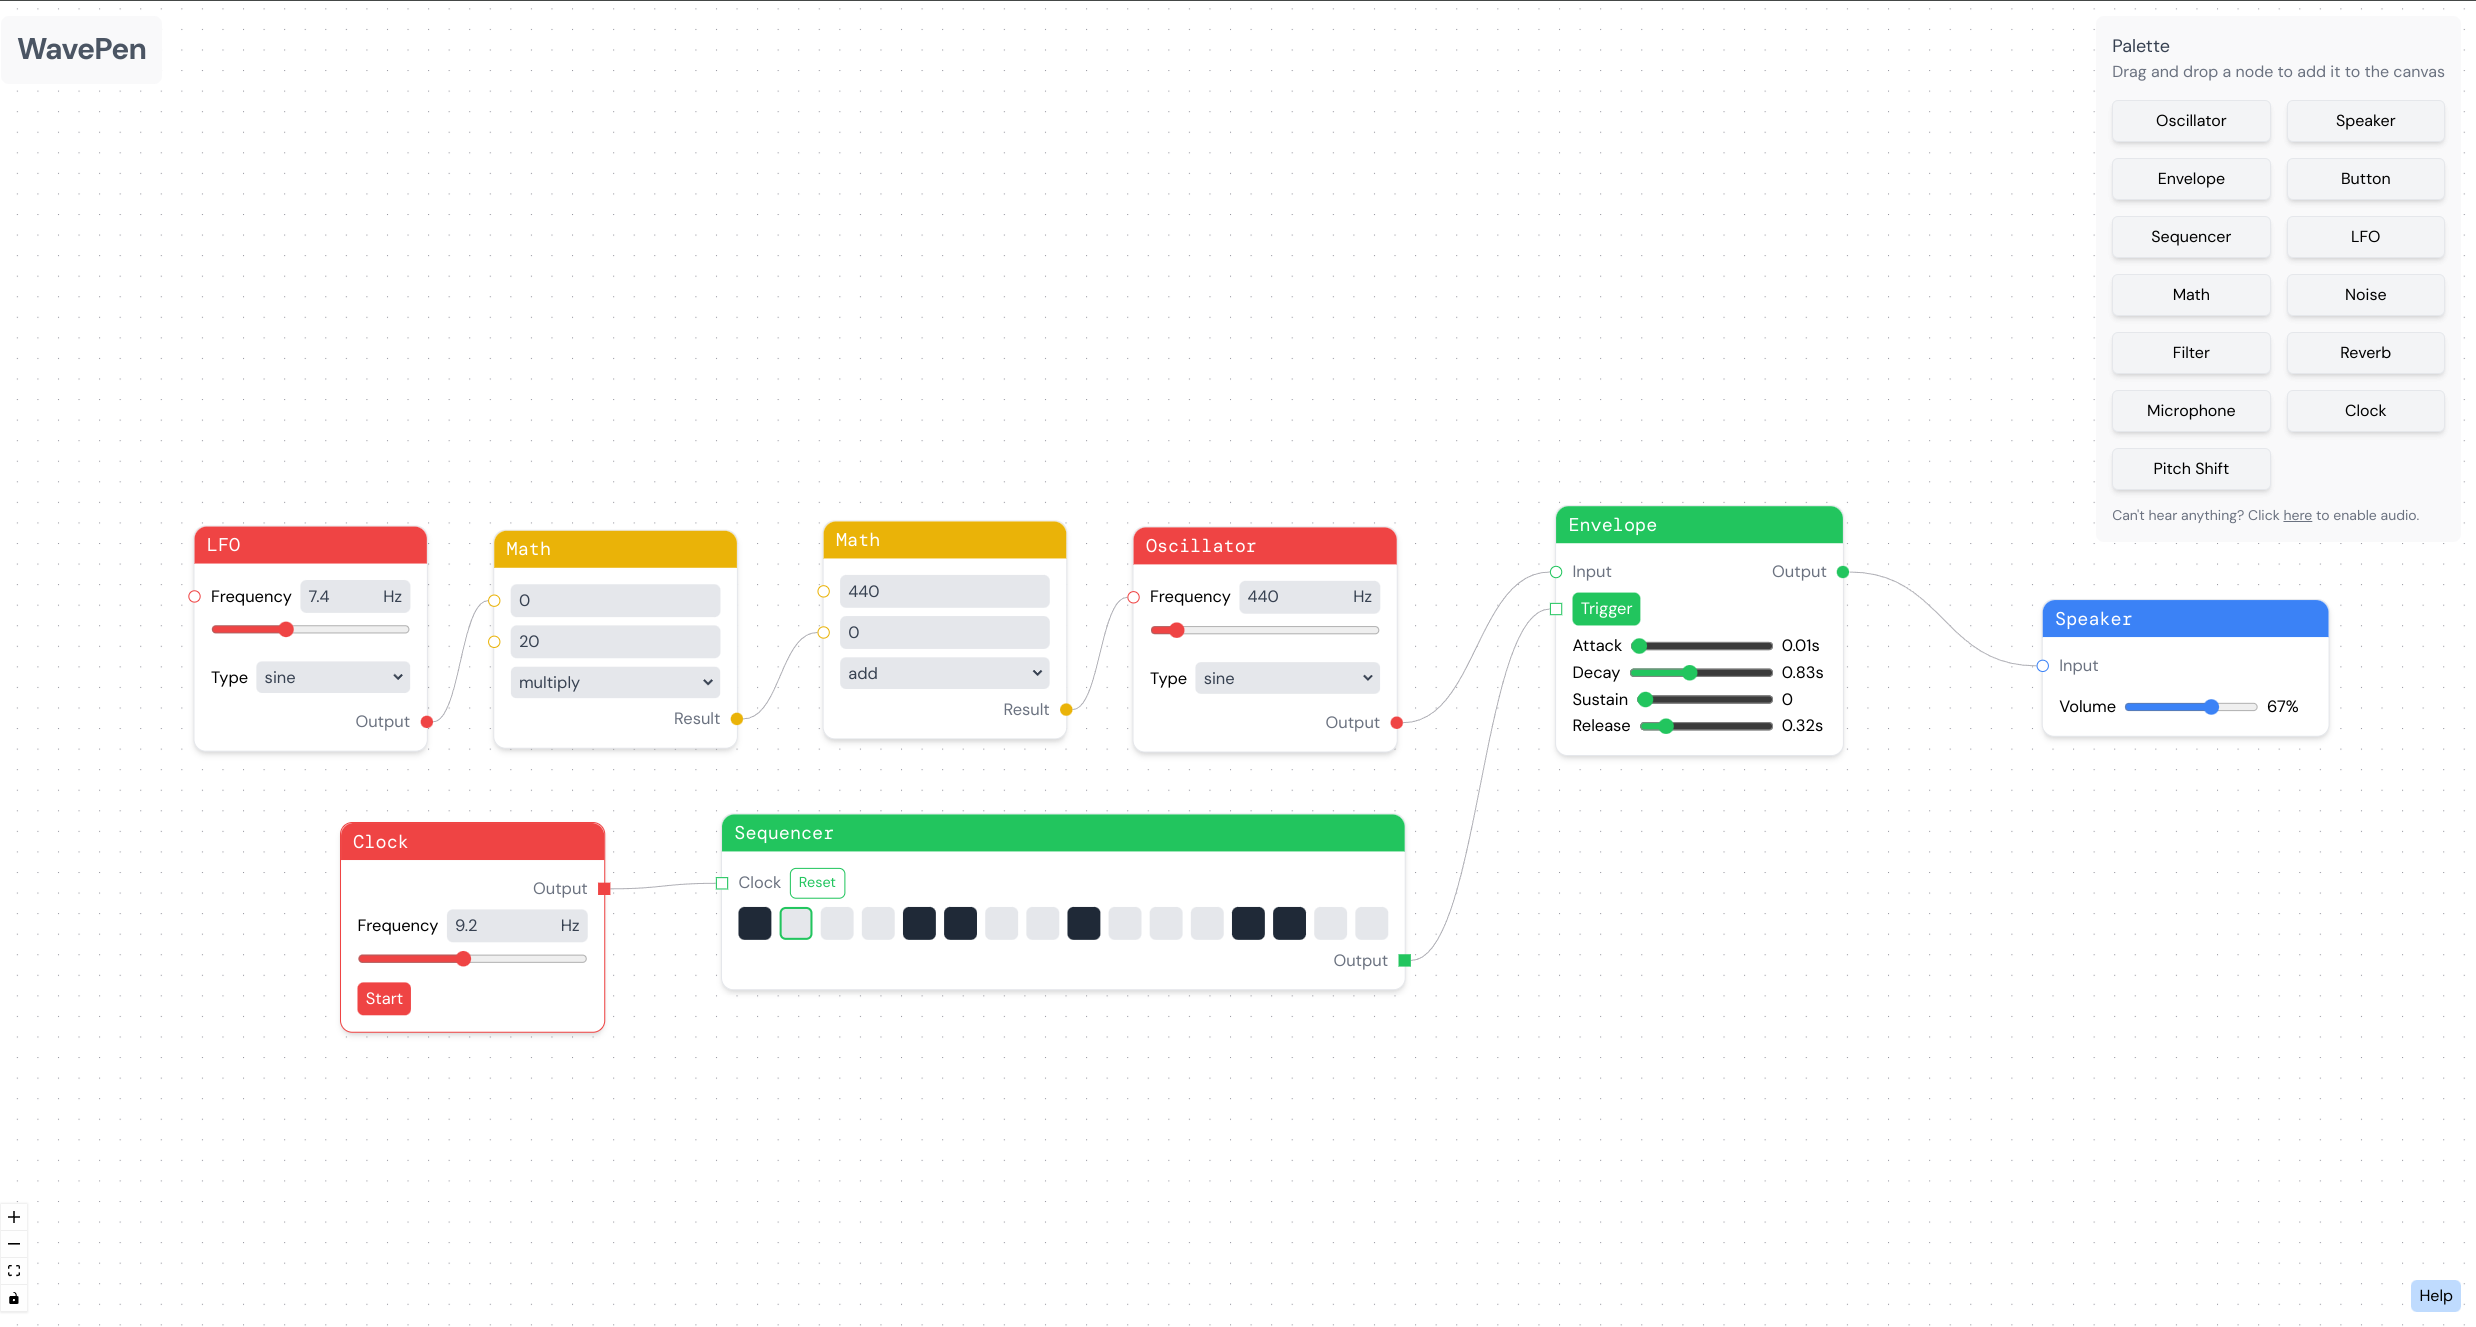 WavePen
Palette
Drag and drop a node to add it to the canvas
Oscillator
Speaker
Envelope
Button
Sequencer
LFO
Math
Noise
Filter
Reverb
Microphone
Clock
Pitch Shift
Can't hear anything? Click here to enable audio.
LFO
Frequency 7.4 Hz
Type sine
Output
Math
0
20
multiply
Result
Math
440
0
add
Result
Oscillator
Frequency 440 Hz
Type sine
Output
Envelope
Input Output
Trigger
Attack 0.01s
Decay 0.83s
Sustain 0
Release 0.32s
Speaker
Input
Volume 67%
Clock
Output
Frequency 9.2 Hz
Start
Sequencer
Clock Reset
Output
Help